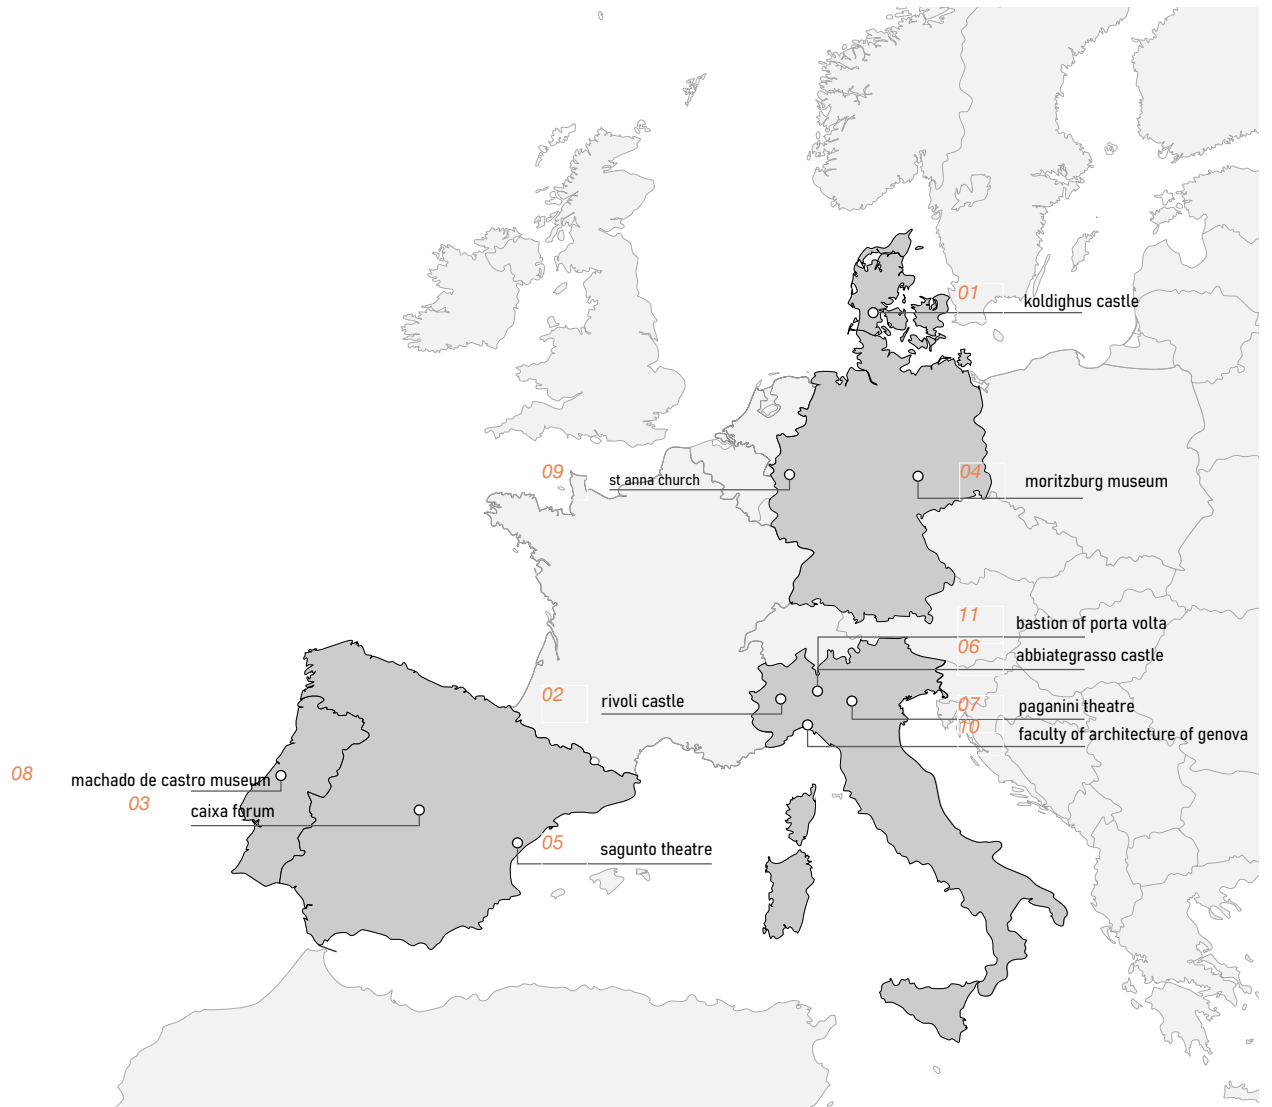 01
koldighus castle
09
st anna church
04
moritzburg museum
11
bastion of porta volta
06
abbiategrasso castle
02
rivoli castle
07
paganini theatre
10
faculty of architecture of genova
08
machado de castro museum
03
caixa forum
05
sagunto theatre